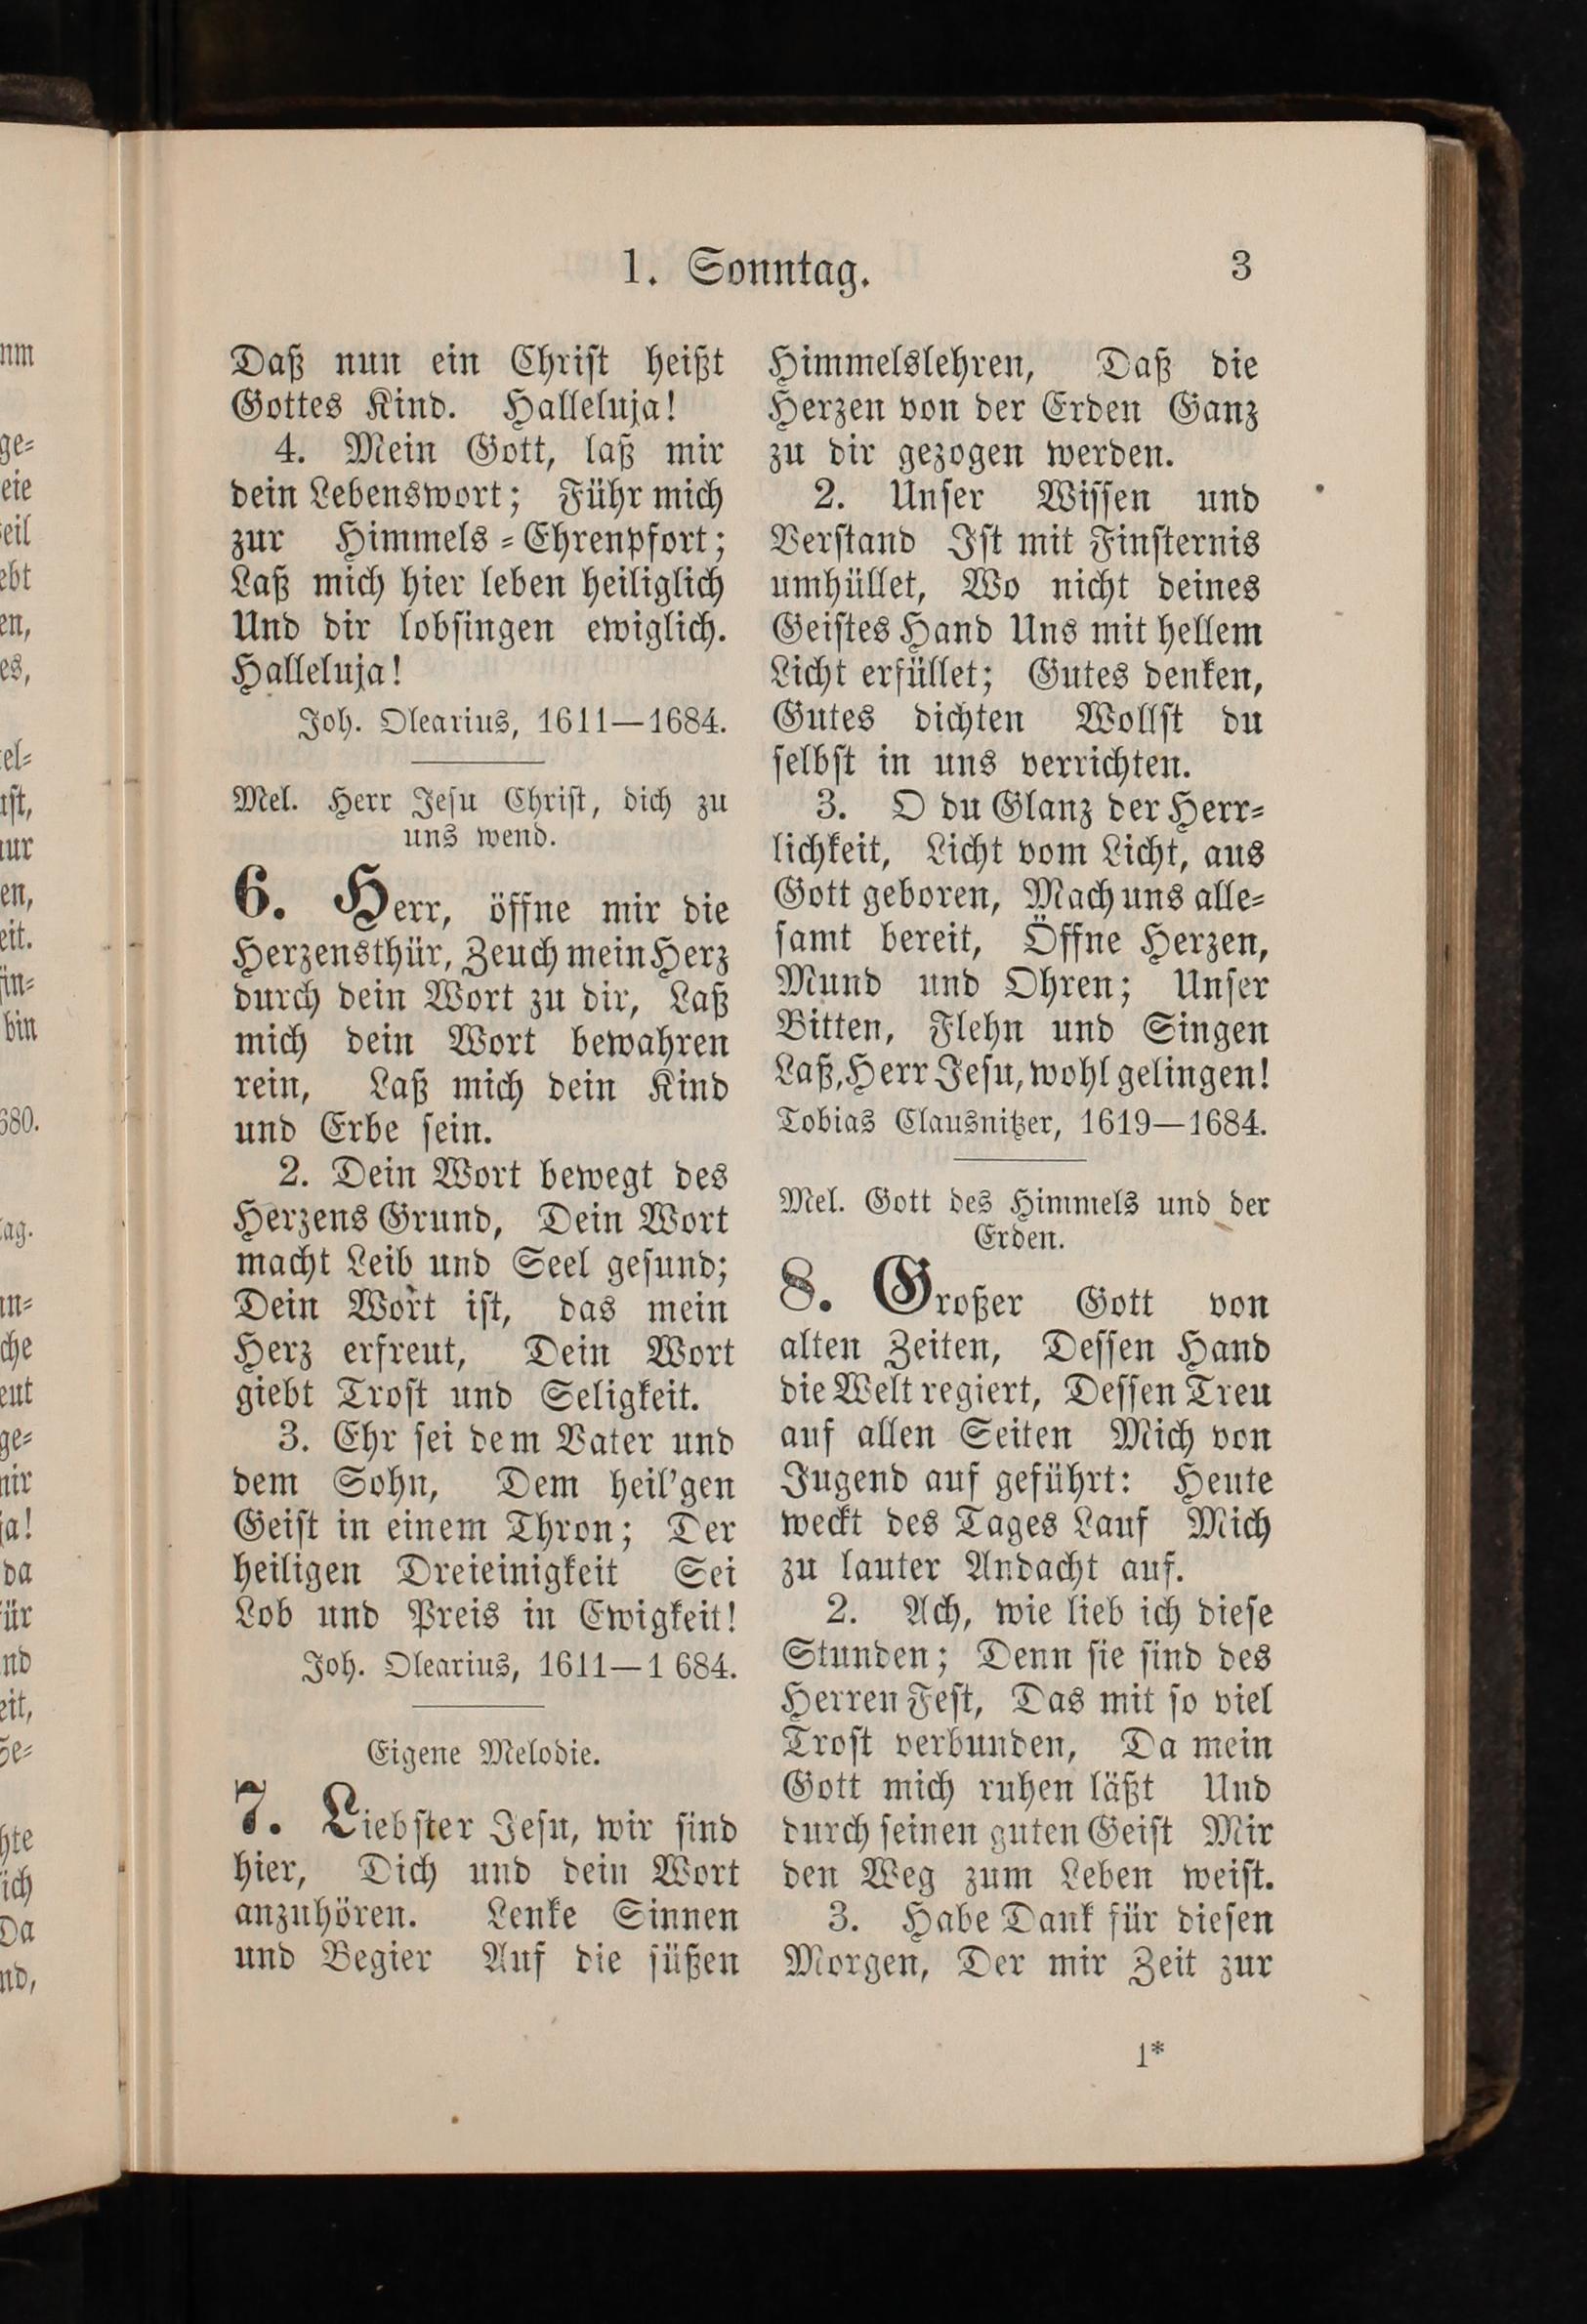 1. Sonntag. 3
Daß nun ein Christ heißt
Gottes Kind. Halleluja!
4. Mein Gott, laß mir
dein Lebenswort; Führ mich
zur Himmels-Ehrenpfort;
Laß mich hier leben heiliglich
Und dir lobsingen ewiglich.
Halleluja!
Joh. Olearius, 1611—1684.
Mel. Herr Jesu Christ, dich zu
uns wend.
6. Herr, öffne mir die
Herzensthür, Zeuch mein Herz
durch dein Wort zu dir, Laß
mich dein Wort bewahren
rein, Laß mich dein Kind
und Erbe sein.
2. Dein Wort bewegt des
Herzens Grund, Dein Wort
macht Leib und Seel gesund;
Dein Wort ist, das mein
Herz erfreut, Dein Wort
giebt Trost und Seligkeit.
3. Ehr sei dem Vater und
dem Sohn, Dem heil'gen
Geist in einem Thron; Der
heiligen Dreieinigkeit Sei
Lob und Preis in Ewigkeit!
Joh. Olearius, 1611—1684.
Eigene Melodie.
7. Liebster Jesu, wir sind
hier, Dich und dein Wort
anzuhören. Lenke Sinnen
und Begier Auf die süßen
Himmelslehren, Daß die
Herzen von der Erden Ganz
zu dir gezogen werden.
2. Unser Wissen und
Verstand Ist mit Finsternis
umhüllet, Wo nicht deines
Geistes Hand Uns mit hellem
Licht erfüllet; Gutes denken,
Gutes dichten Wollst du
selbst in uns verrichten.
3. O du Glanz der Herr-
lichkeit, Licht vom Licht, aus
Gott geboren, Mach uns alle-
samt bereit, Öffne Herzen,
Mund und Ohren; Unser
Bitten, Flehn und Singen
Laß, Herr Jesu, wohl gelingen!
Tobias Clausnitzer, 1619—1684.
Mel. Gott des Himmels und der
Erden.
8. Großer Gott von
alten Zeiten, Dessen Hand
die Welt regiert, Dessen Treu
auf allen Seiten Mich von
Jugend auf geführt: Heute
weckt des Tages Lauf Mich
zu lauter Andacht auf.
2. Ach, wie lieb ich diese
Stunden; Denn sie sind des
Herren Fest, Das mit so viel
Trost verbunden, Da mein
Gott mich ruhen läßt Und
durch seinen guten Geist Mir
den Weg zum Leben weist.
3. Habe Dank für diesen
Morgen, Der mir Zeit zur
1*